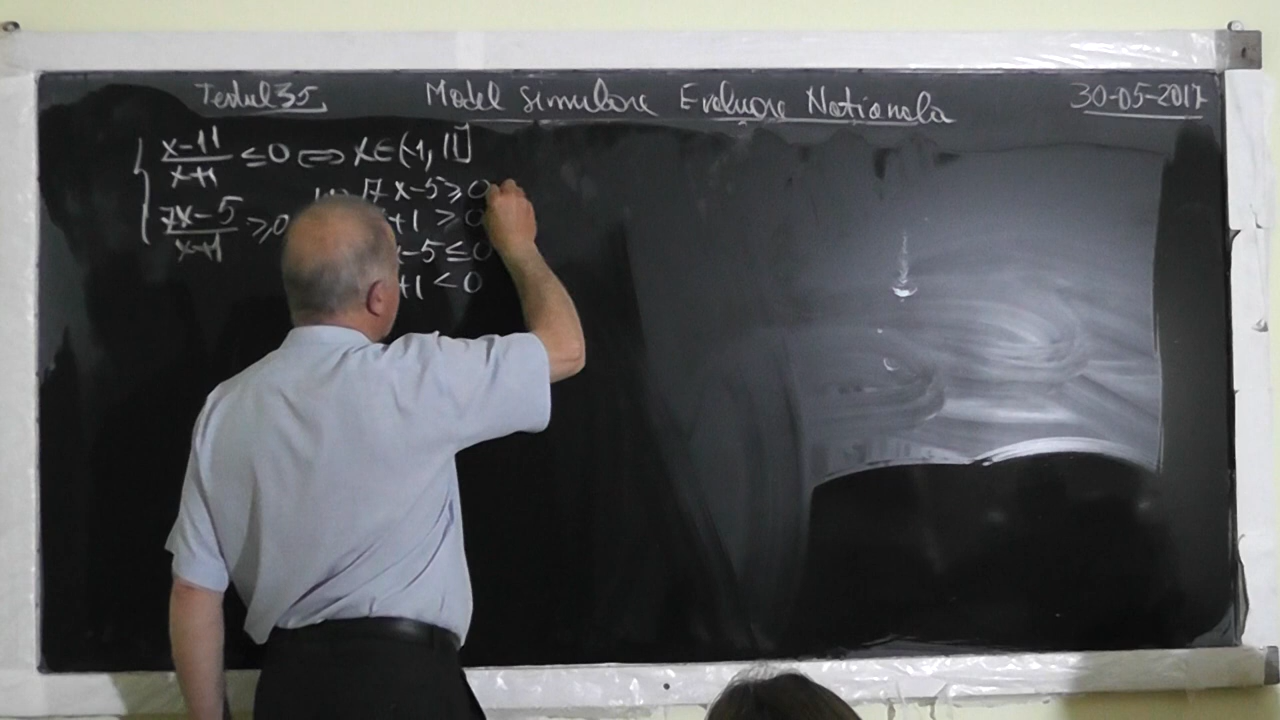 Testul 35 Model Simulare Evaluare Nationala 30-05-2017
x-11/x+1 ≤0 ⇔ x∈(-1, 11]
7x-5≥0
7x-5/x+1 ≥0 +1 >0
x-5≤0
+1 <0